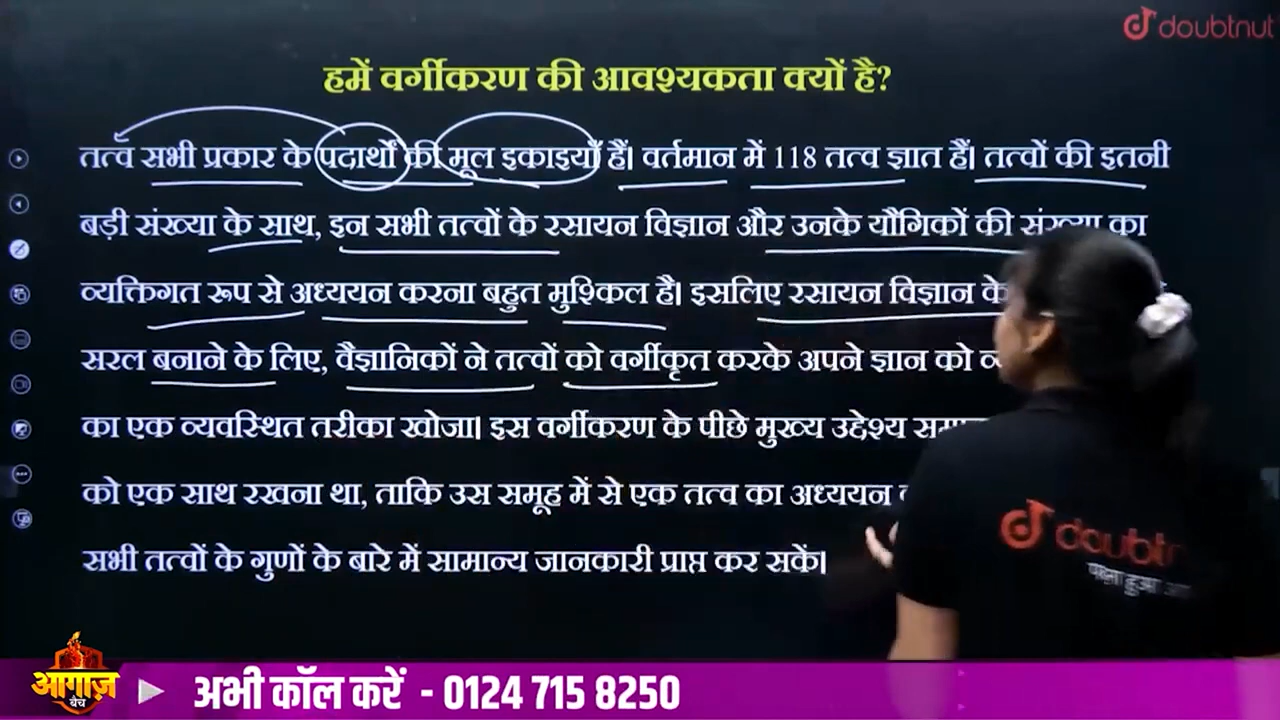 doubtnut
हमें वर्गीकरण की आवश्यकता क्यों है?
तत्व सभी प्रकार के पदार्थों की मूल इकाइयाँ हैं। वर्तमान में 118 तत्व ज्ञात हैं। तत्वों की इतनी
बड़ी संख्या के साथ, इन सभी तत्वों के रसायन विज्ञान और उनके यौगिकों की संख्या का
व्यक्तिगत रूप से अध्ययन करना बहुत मुश्किल है। इसलिए रसायन विज्ञान के
सरल बनाने के लिए, वैज्ञानिकों ने तत्वों को वर्गीकृत करके अपने ज्ञान को
का एक व्यवस्थित तरीका खोजा। इस वर्गीकरण के पीछे मुख्य उद्देश्य
को एक साथ रखना था, ताकि उस समूह में से एक तत्व का अध्ययन
सभी तत्वों के गुणों के बारे में सामान्य जानकारी प्राप्त कर सकें।
doubtn
आगाज़
बैच
अभी कॉल करें - 0124 715 8250